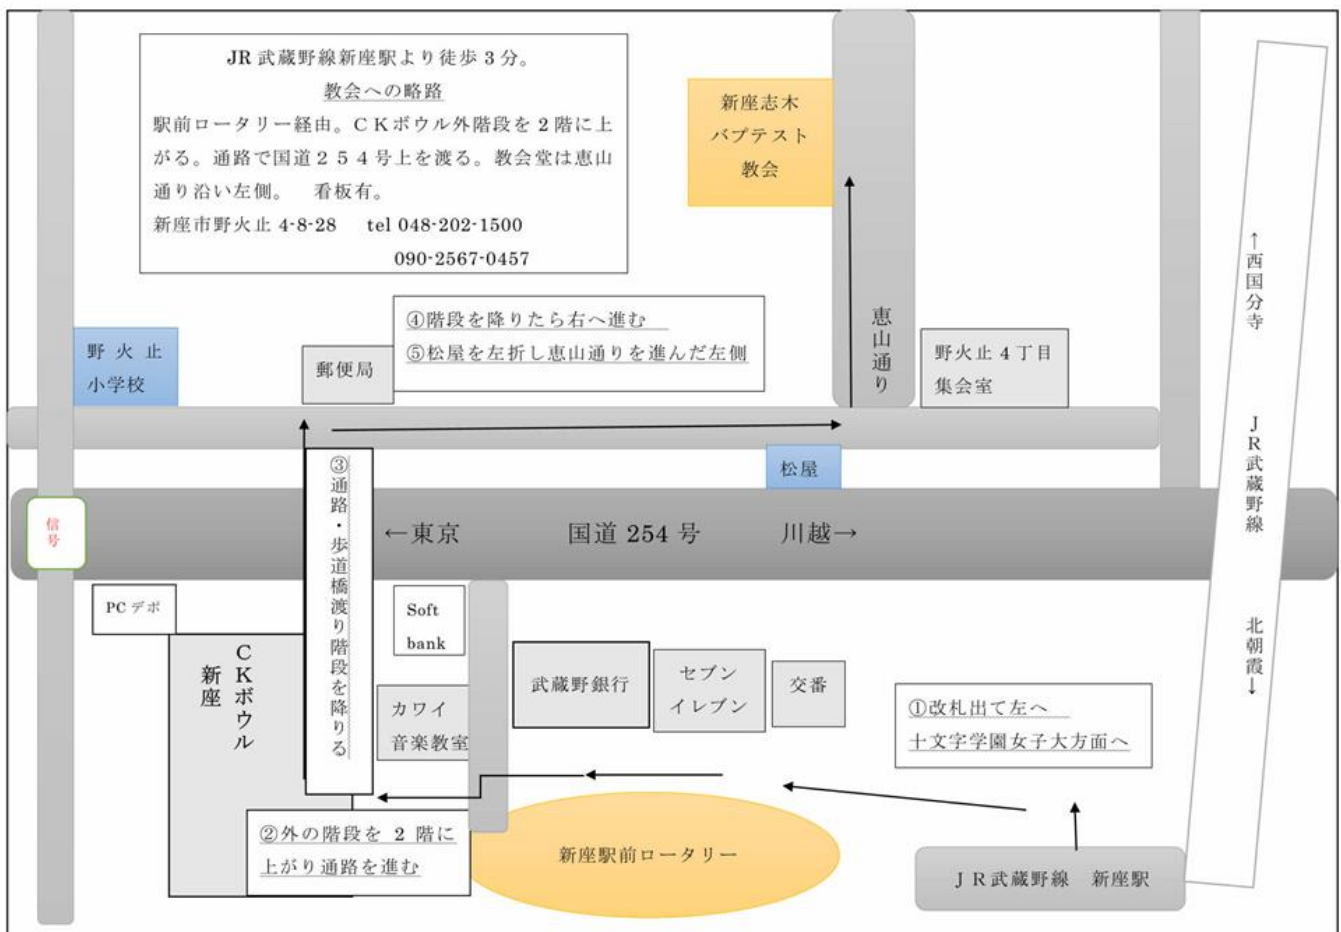 JR 武蔵野線新座駅より徒歩 3 分。
教会への略路
駅前ロータリー経由。ＣＫボウル外階段を 2 階に上
がる。通路で国道２５４号上を渡る。教会堂は恵山
通り沿い左側。　看板有。
新座市野火止 4-8-28　tel 048-202-1500
090-2567-0457
新座志木
バプテスト
教会
↑西国分寺
ＪＲ武蔵野線
北朝霞↓
④階段を降りたら右へ進む
⑤松屋を左折し恵山通りを進んだ左側
恵山通り
野火止
小学校
郵便局
野火止 4 丁目
集会室
松屋
信号
③通路・歩道橋渡り階段を降りる
←東京
国道 254 号
川越→
PC デポ
Soft
bank
ＣＫボウル
新座
カワイ
音楽教室
武蔵野銀行
セブン
イレブン
交番
①改札出て左へ
十文字学園女子大方面へ
②外の階段を 2 階に
上がり通路を進む
新座駅前ロータリー
ＪＲ武蔵野線　新座駅